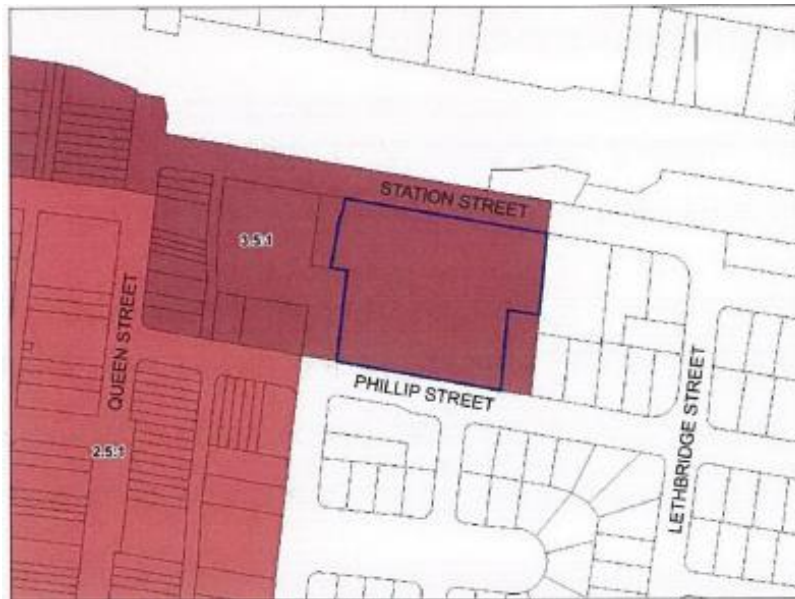 STATION STREET
3.5:1
QUEEN STREET
PHILLIP STREET
LETHBRIDGE STREET
2.5:1